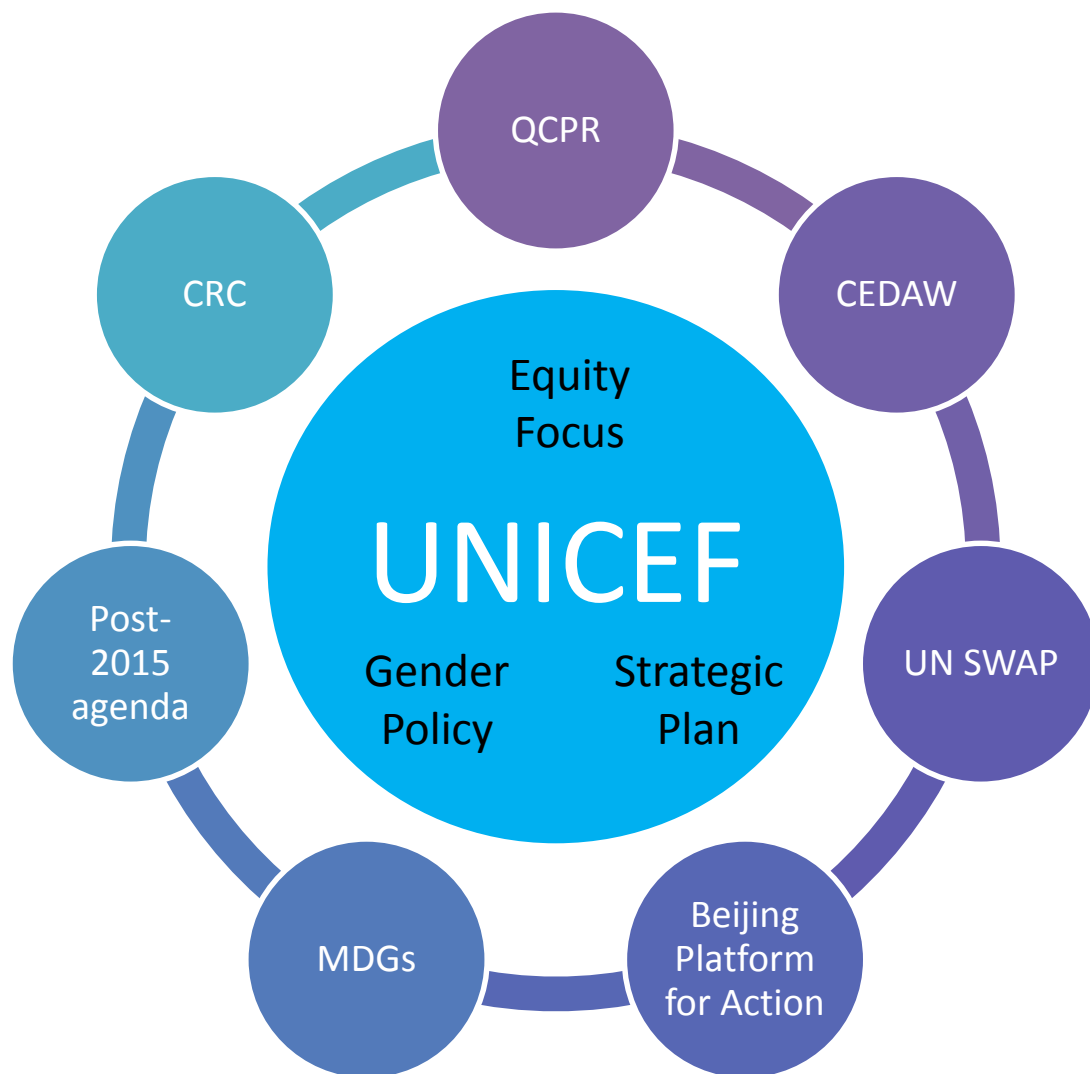 QCPR
CEDAW
UN SWAP
Beijing
Platform
for Action
MDGs
Post-
2015
agenda
CRC
Equity
Focus
UNICEF
Gender
Policy
Strategic
Plan